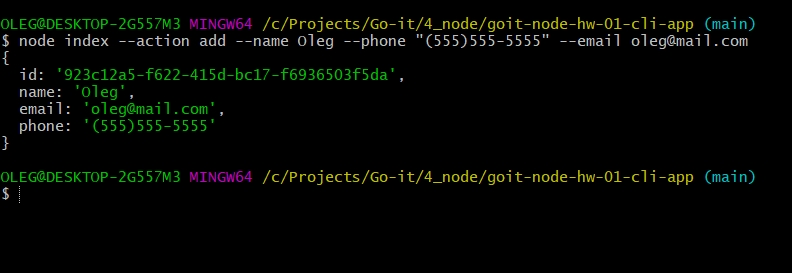 OLEG@DESKTOP-2G557M3 MINGW64 /c/Projects/Go-it/4_node/goit-node-hw-01-cli-app (main)
$ node index --action add --name Oleg --phone "(555)555-5555" --email oleg@mail.com
{
  id: '923c12a5-f622-415d-bc17-f6936503f5da',
  name: 'Oleg',
  email: 'oleg@mail.com',
  phone: '(555)555-5555'
}
OLEG@DESKTOP-2G557M3 MINGW64 /c/Projects/Go-it/4_node/goit-node-hw-01-cli-app (main)
$